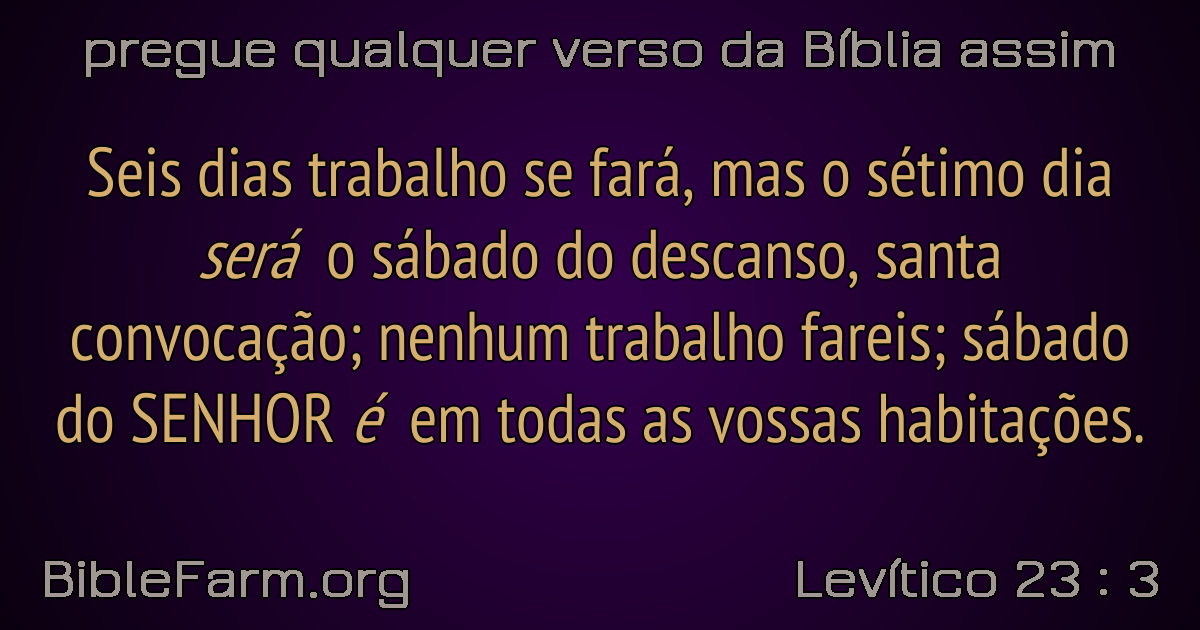 pregue qualquer verso da Bíblia assim
Seis dias trabalho se fará, mas o sétimo dia
será o sábado do descanso, santa
convocação; nenhum trabalho fareis; sábado
do SENHOR é em todas as vossas habitações.
BibleFarm.org
Levítico 23 : 3